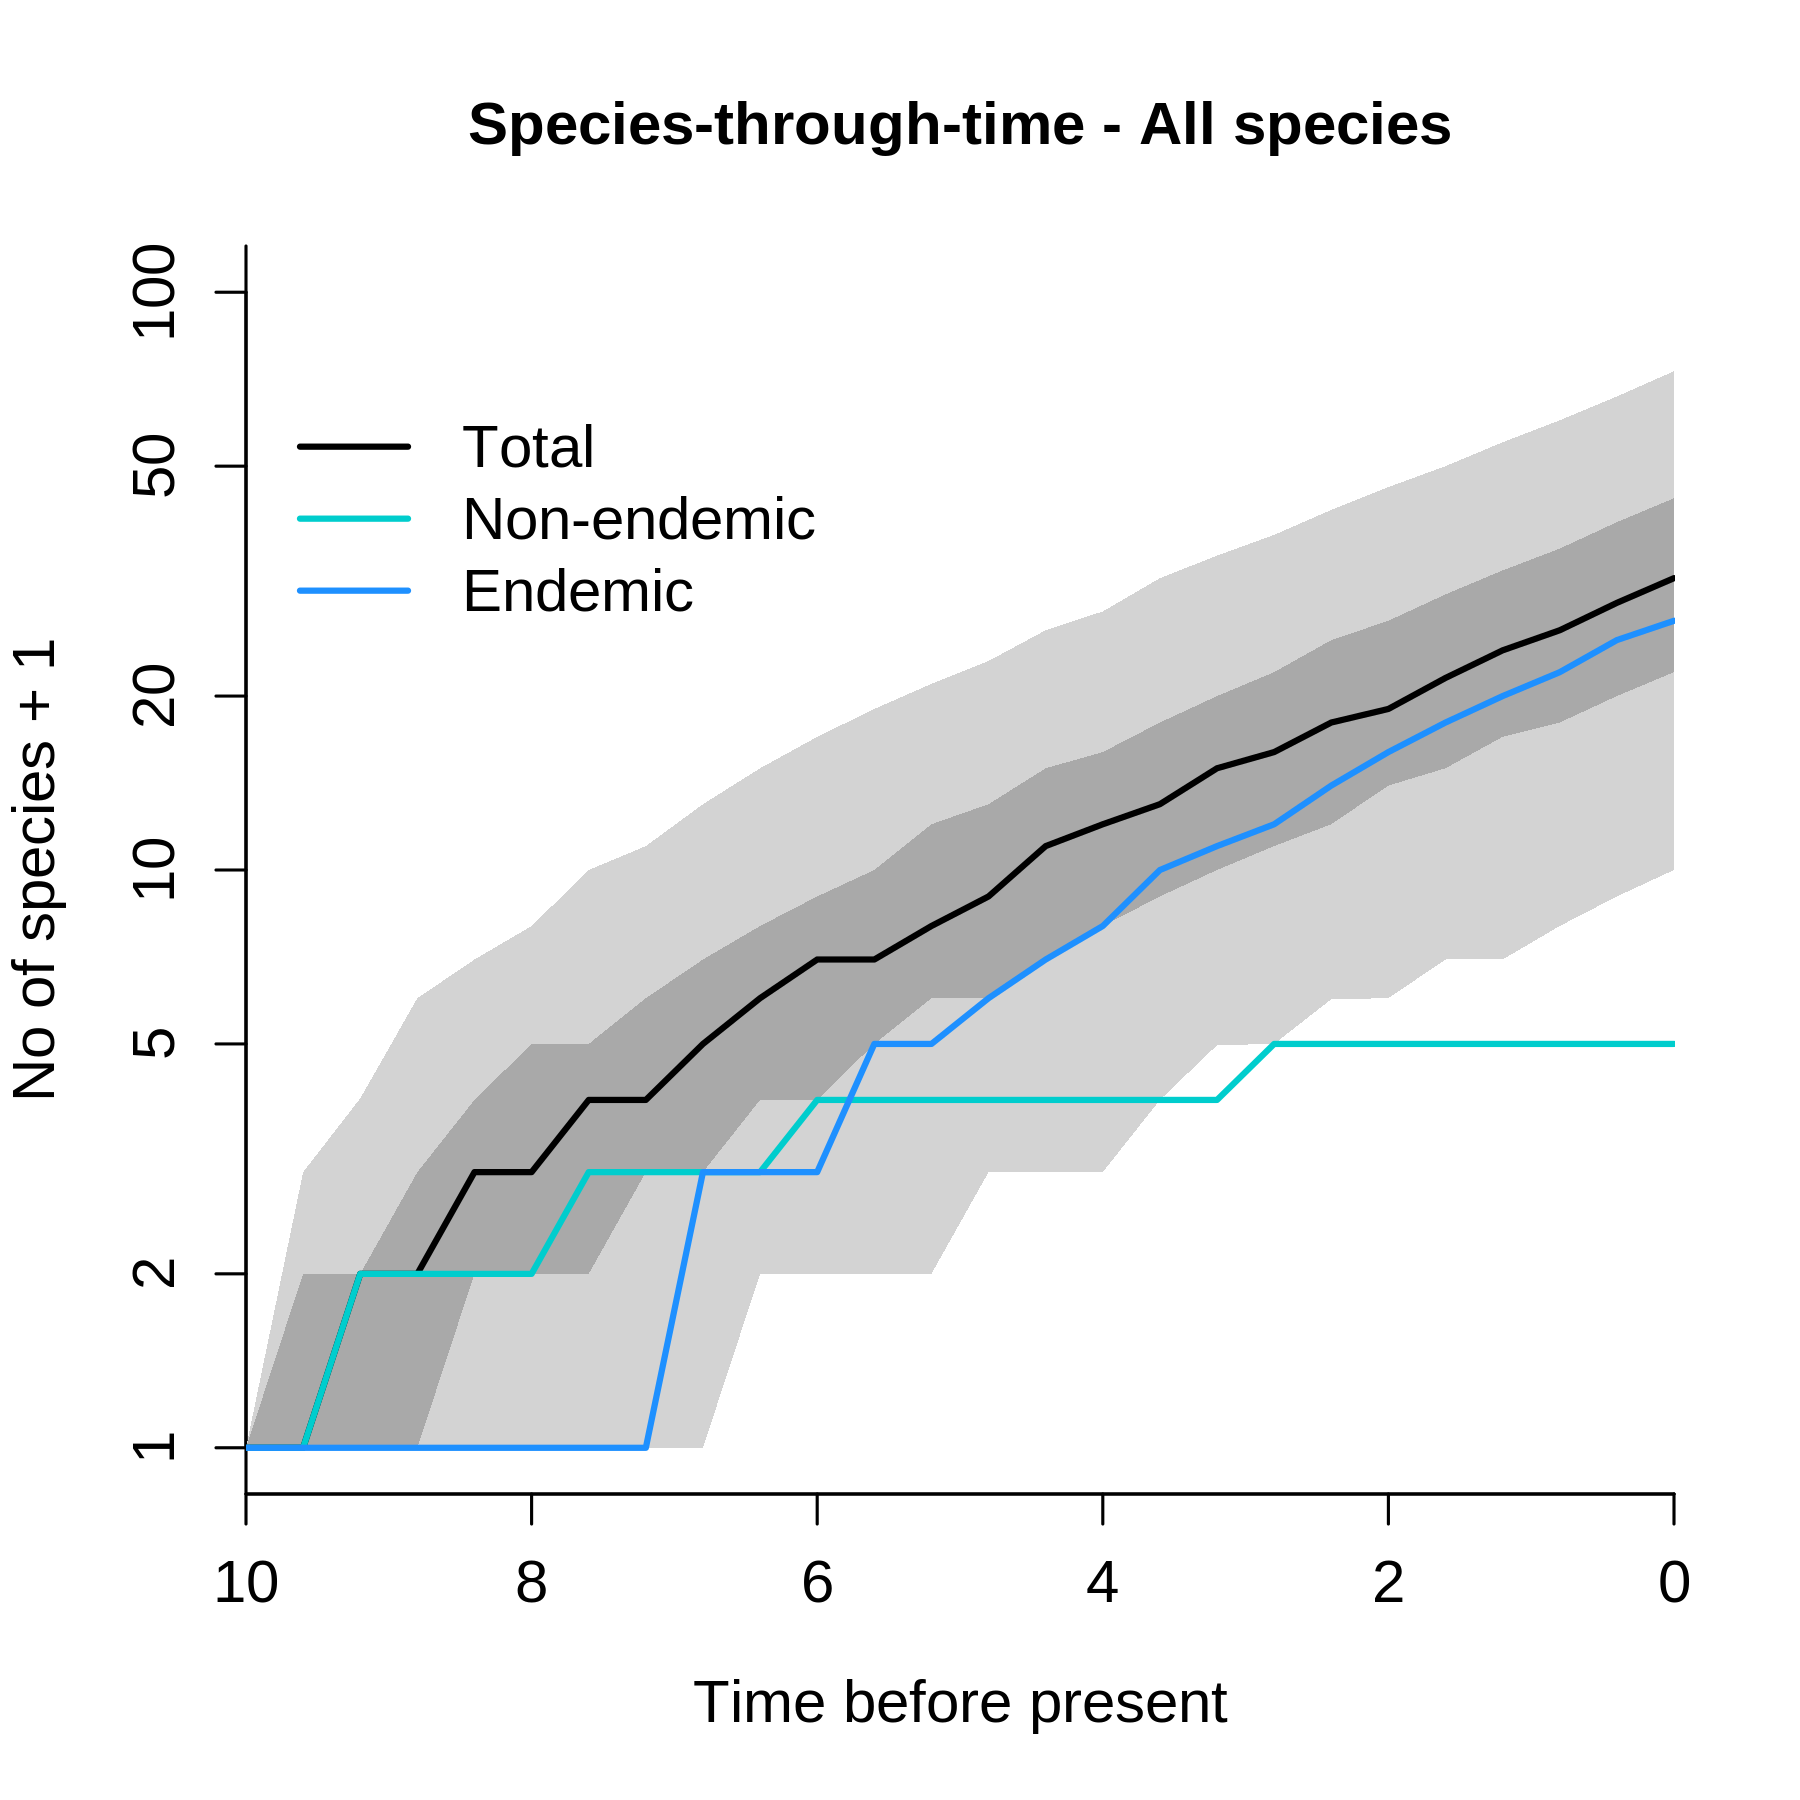 Species-through-time - All species
100
50
20
10
5
2
1
No of species + 1
Total
Non-endemic
Endemic
10 8 6 4 2 0
Time before present